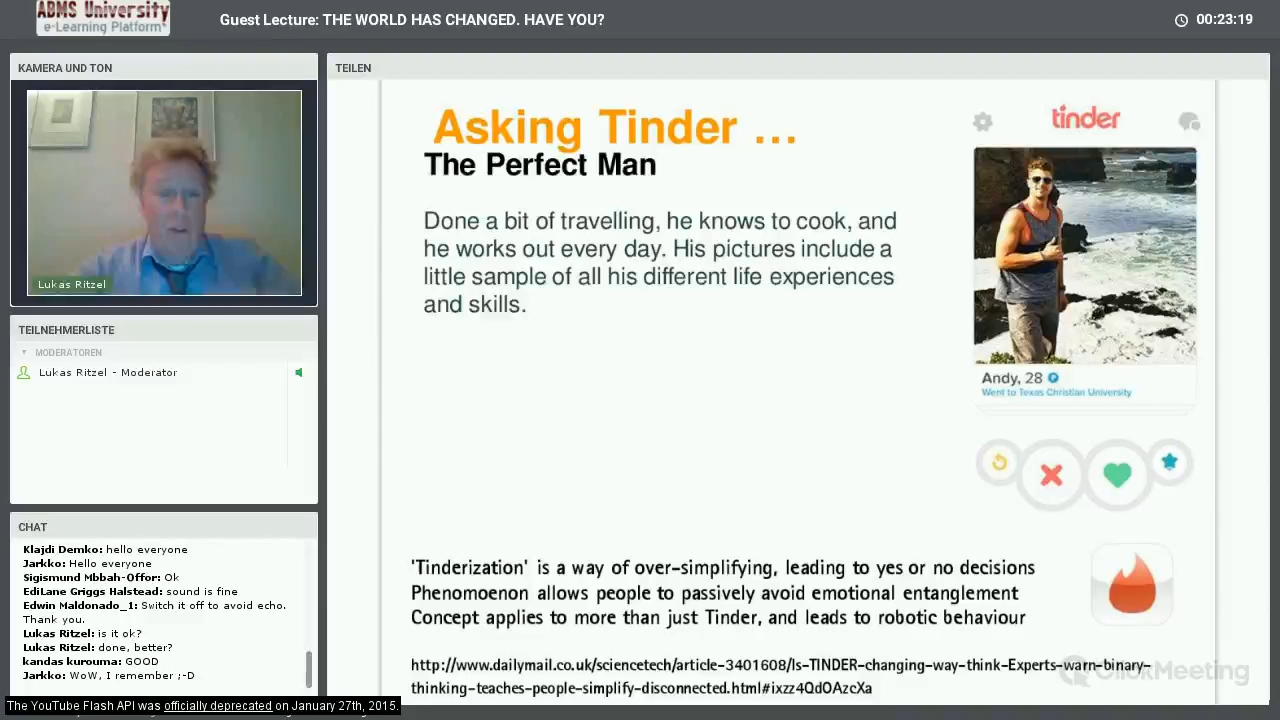 ABMS University
e-Learning Platform
Guest Lecture: THE WORLD HAS CHANGED. HAVE YOU?
00:23:19
KAMERA UND TON
Lukas Ritzel
TEILNEHMERLISTE
MODERATOREN
Lukas Ritzel - Moderator
CHAT
Klajdi Demko: hello everyone
Jarkko: Hello everyone
Sigismund Mbbah-Offor: Ok
EdiLane Griggs Halstead: sound is fine
Edwin Maldonado_1: Switch it off to avoid echo.
Thank you.
Lukas Ritzel: is it ok?
Lukas Ritzel: done, better?
kandas kurouma: GOOD
Jarkko: WoW, I remember ;-D
The YouTube Flash API was officially deprecated on January 27th, 2015.
TEILEN
Asking Tinder ...
The Perfect Man
Done a bit of travelling, he knows to cook, and
he works out every day. His pictures include a
little sample of all his different life experiences
and skills.
tinder
Andy, 28
Went to Texas Christian University
'Tinderization' is a way of over-simplifying, leading to yes or no decisions
Phenomoenon allows people to passively avoid emotional entanglement
Concept applies to more than just Tinder, and leads to robotic behaviour
http://www.dailymail.co.uk/sciencetech/article-3401608/Is-TINDER-changing-way-think-Experts-warn-binary-
thinking-teaches-people-simplify-disconnected.html#ixzz4QdOAzcXa
ClickMeeting